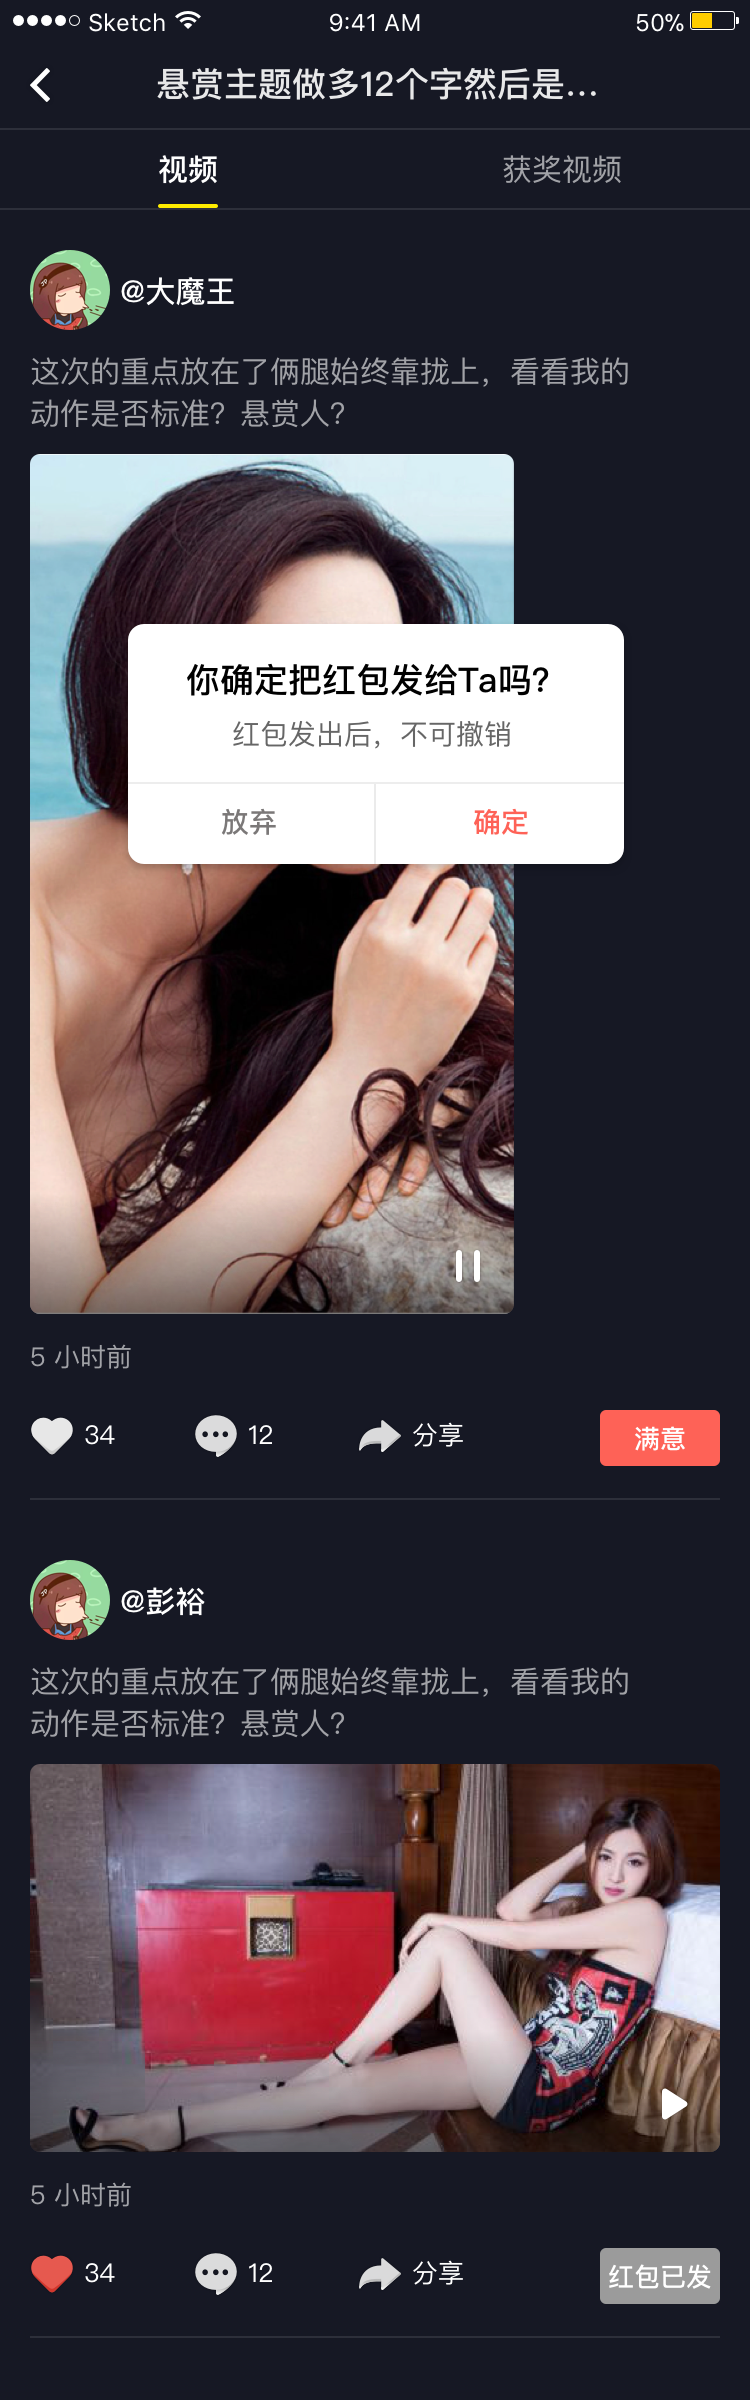 Sketch 9:41 AM 50%
悬赏主题做多12个字然后是...
视频 获奖视频
@大魔王
这次的重点放在了俩腿始终靠拢上，看看我的
动作是否标准？悬赏人？
你确定把红包发给Ta吗？
红包发出后，不可撤销
放弃 确定
5 小时前
34 12 分享 满意
@彭裕
这次的重点放在了俩腿始终靠拢上，看看我的
动作是否标准？悬赏人？
5 小时前
34 12 分享 红包已发